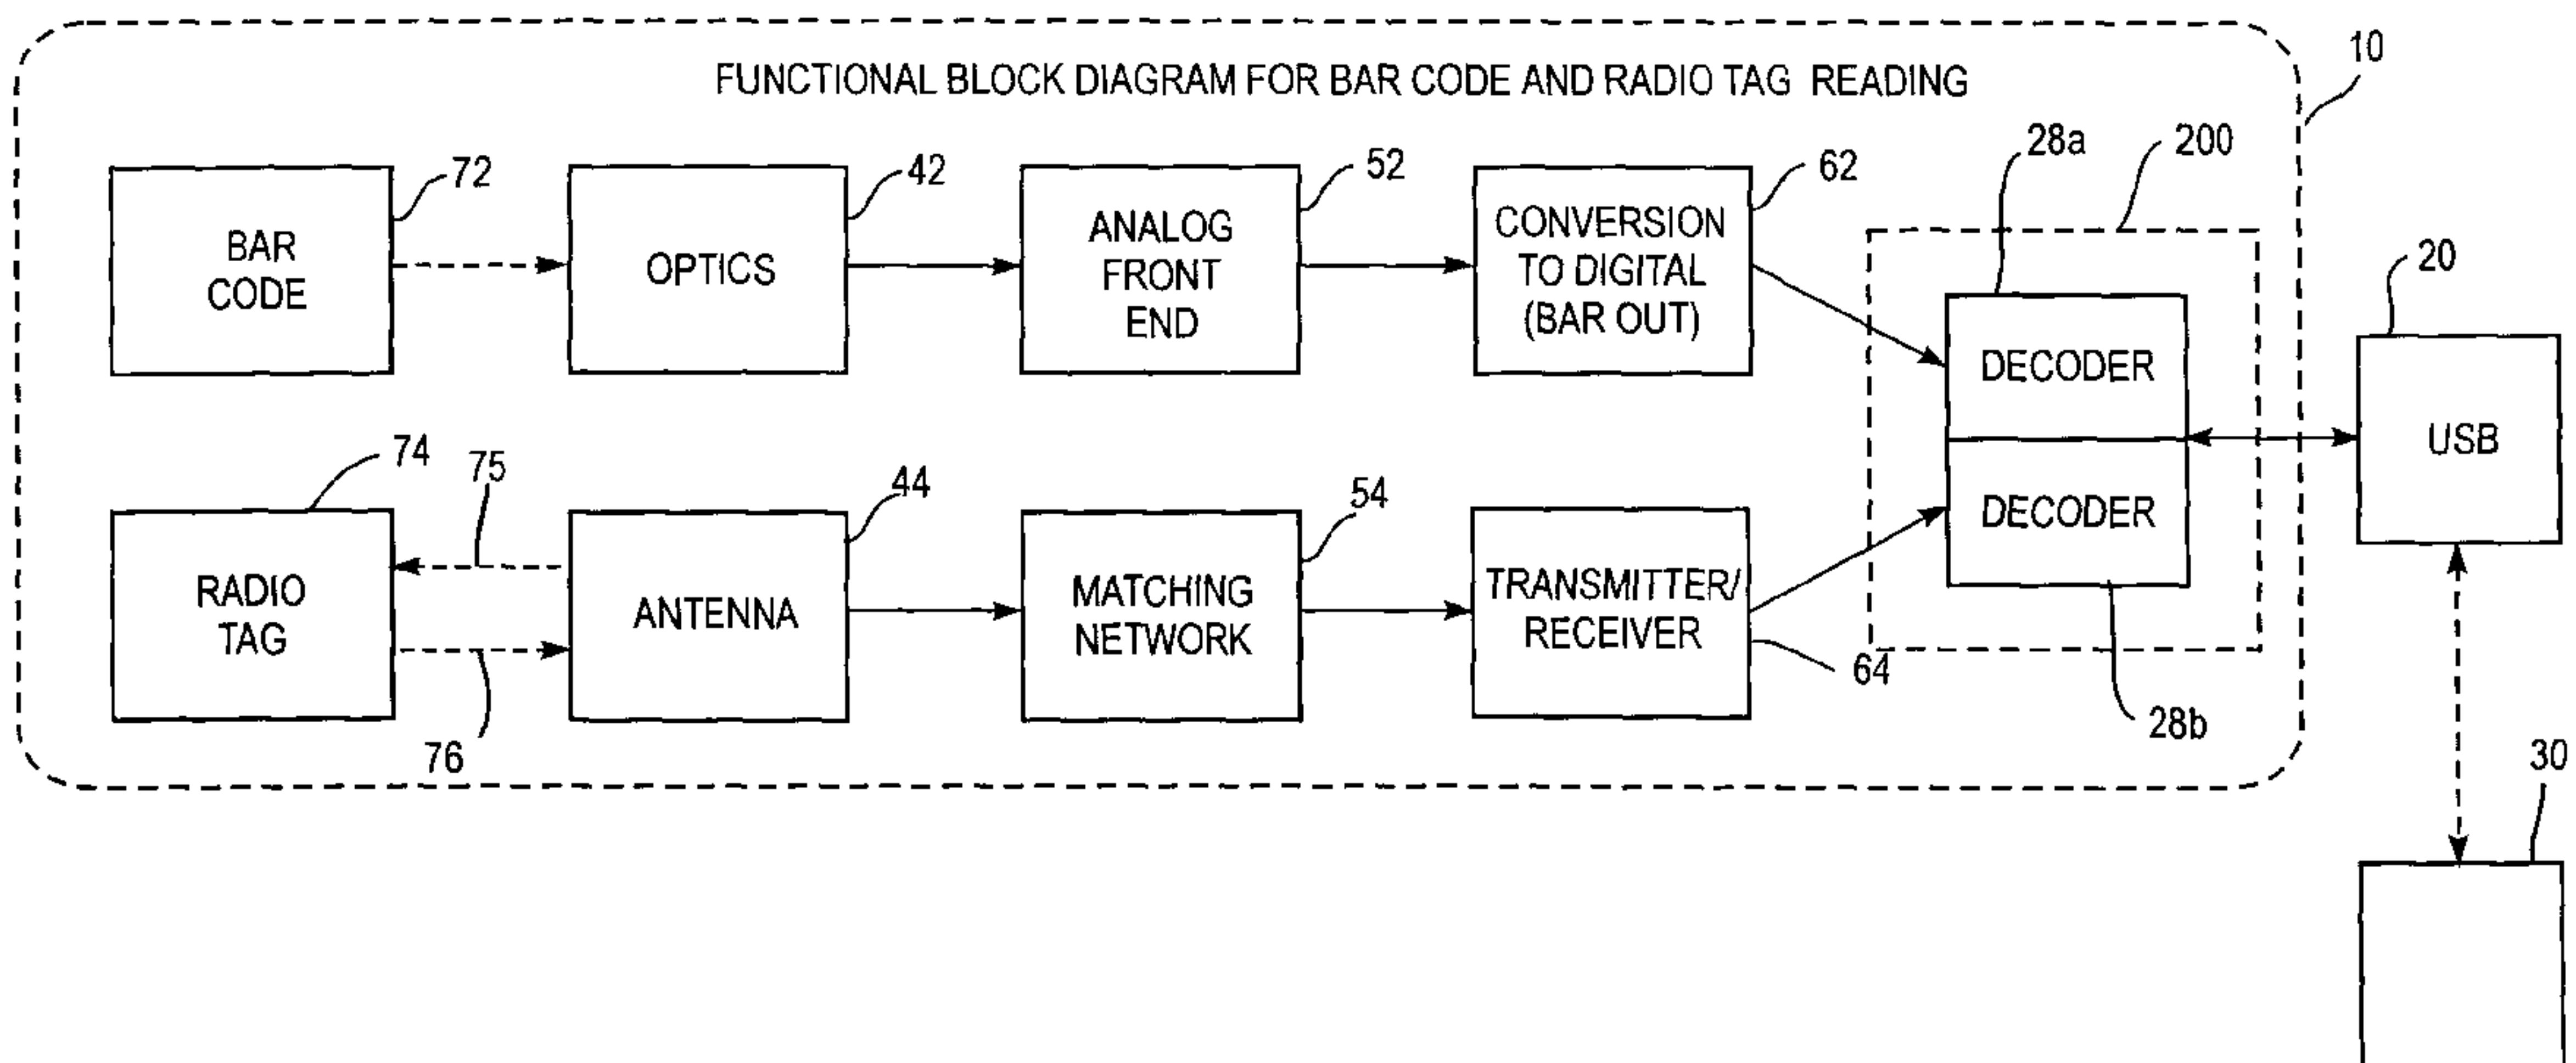 FUNCTIONAL BLOCK DIAGRAM FOR BAR CODE AND RADIO TAG READING
10
BAR
CODE
72
OPTICS
42
ANALOG
FRONT
END
52
CONVERSION
TO DIGITAL
(BAR OUT)
62
28a
200
DECODER
DECODER
28b
20
USB
RADIO
TAG
74
75
76
ANTENNA
44
MATCHING
NETWORK
54
TRANSMITTER/
RECEIVER
64
30